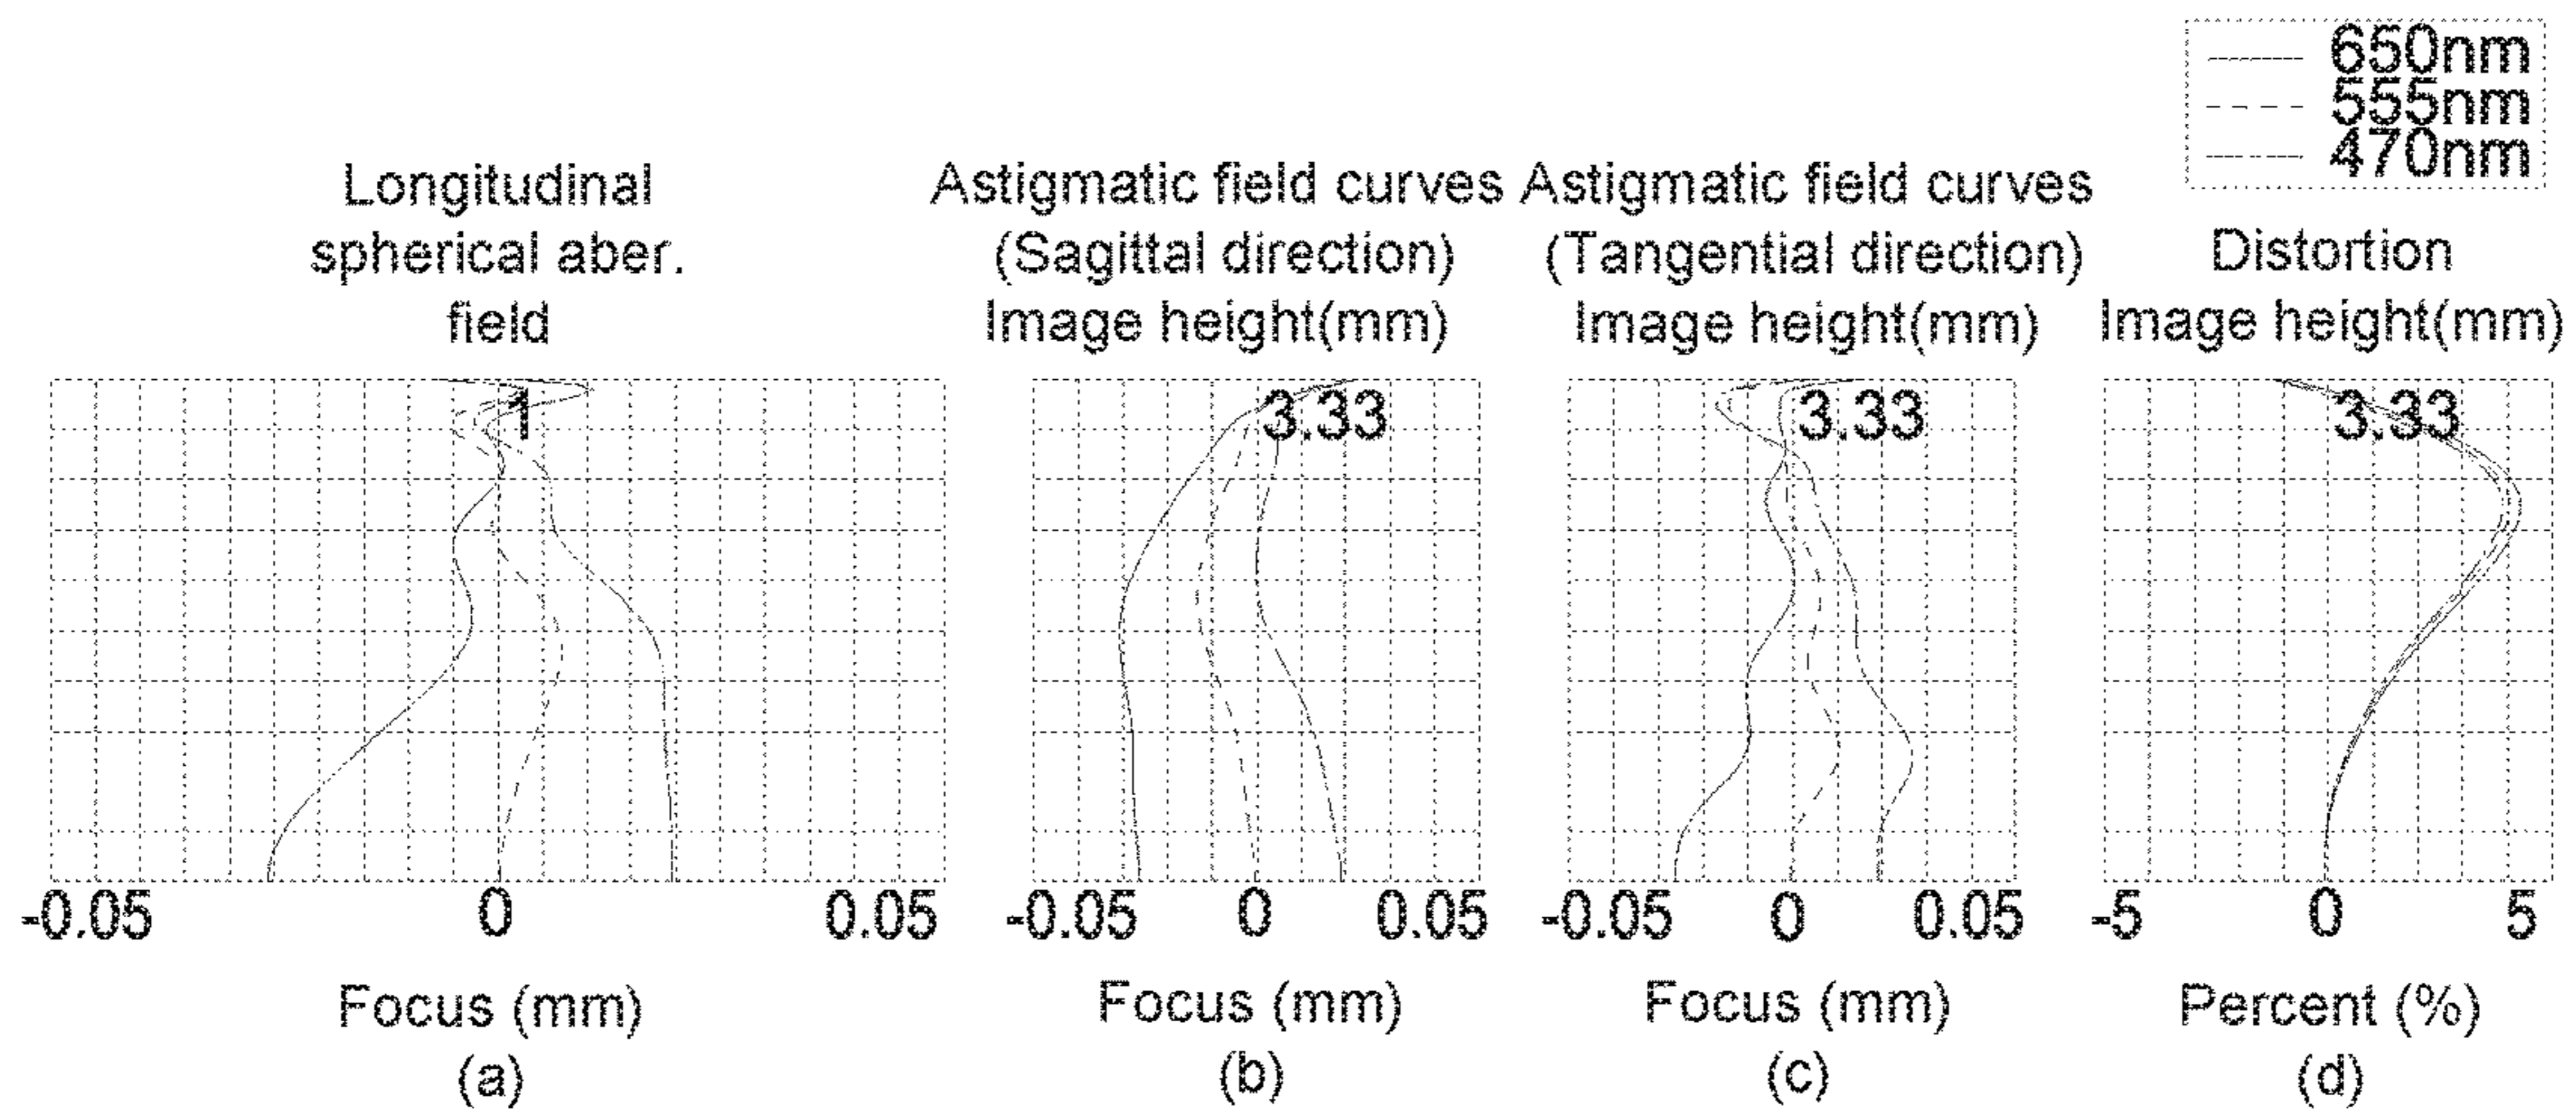 650nm
555nm
470nm
Longitudinal
spherical aber.
field
Astigmatic field curves
(Sagittal direction)
Image height(mm)
Astigmatic field curves
(Tangential direction)
Image height(mm)
Distortion
Image height(mm)
1
3.33
3.33
3.33
-0.05 0 0.05
-0.05 0 0.05
-0.05 0 0.05
-5 0 5
Focus (mm)
Focus (mm)
Focus (mm)
Percent (%)
(a)
(b)
(c)
(d)